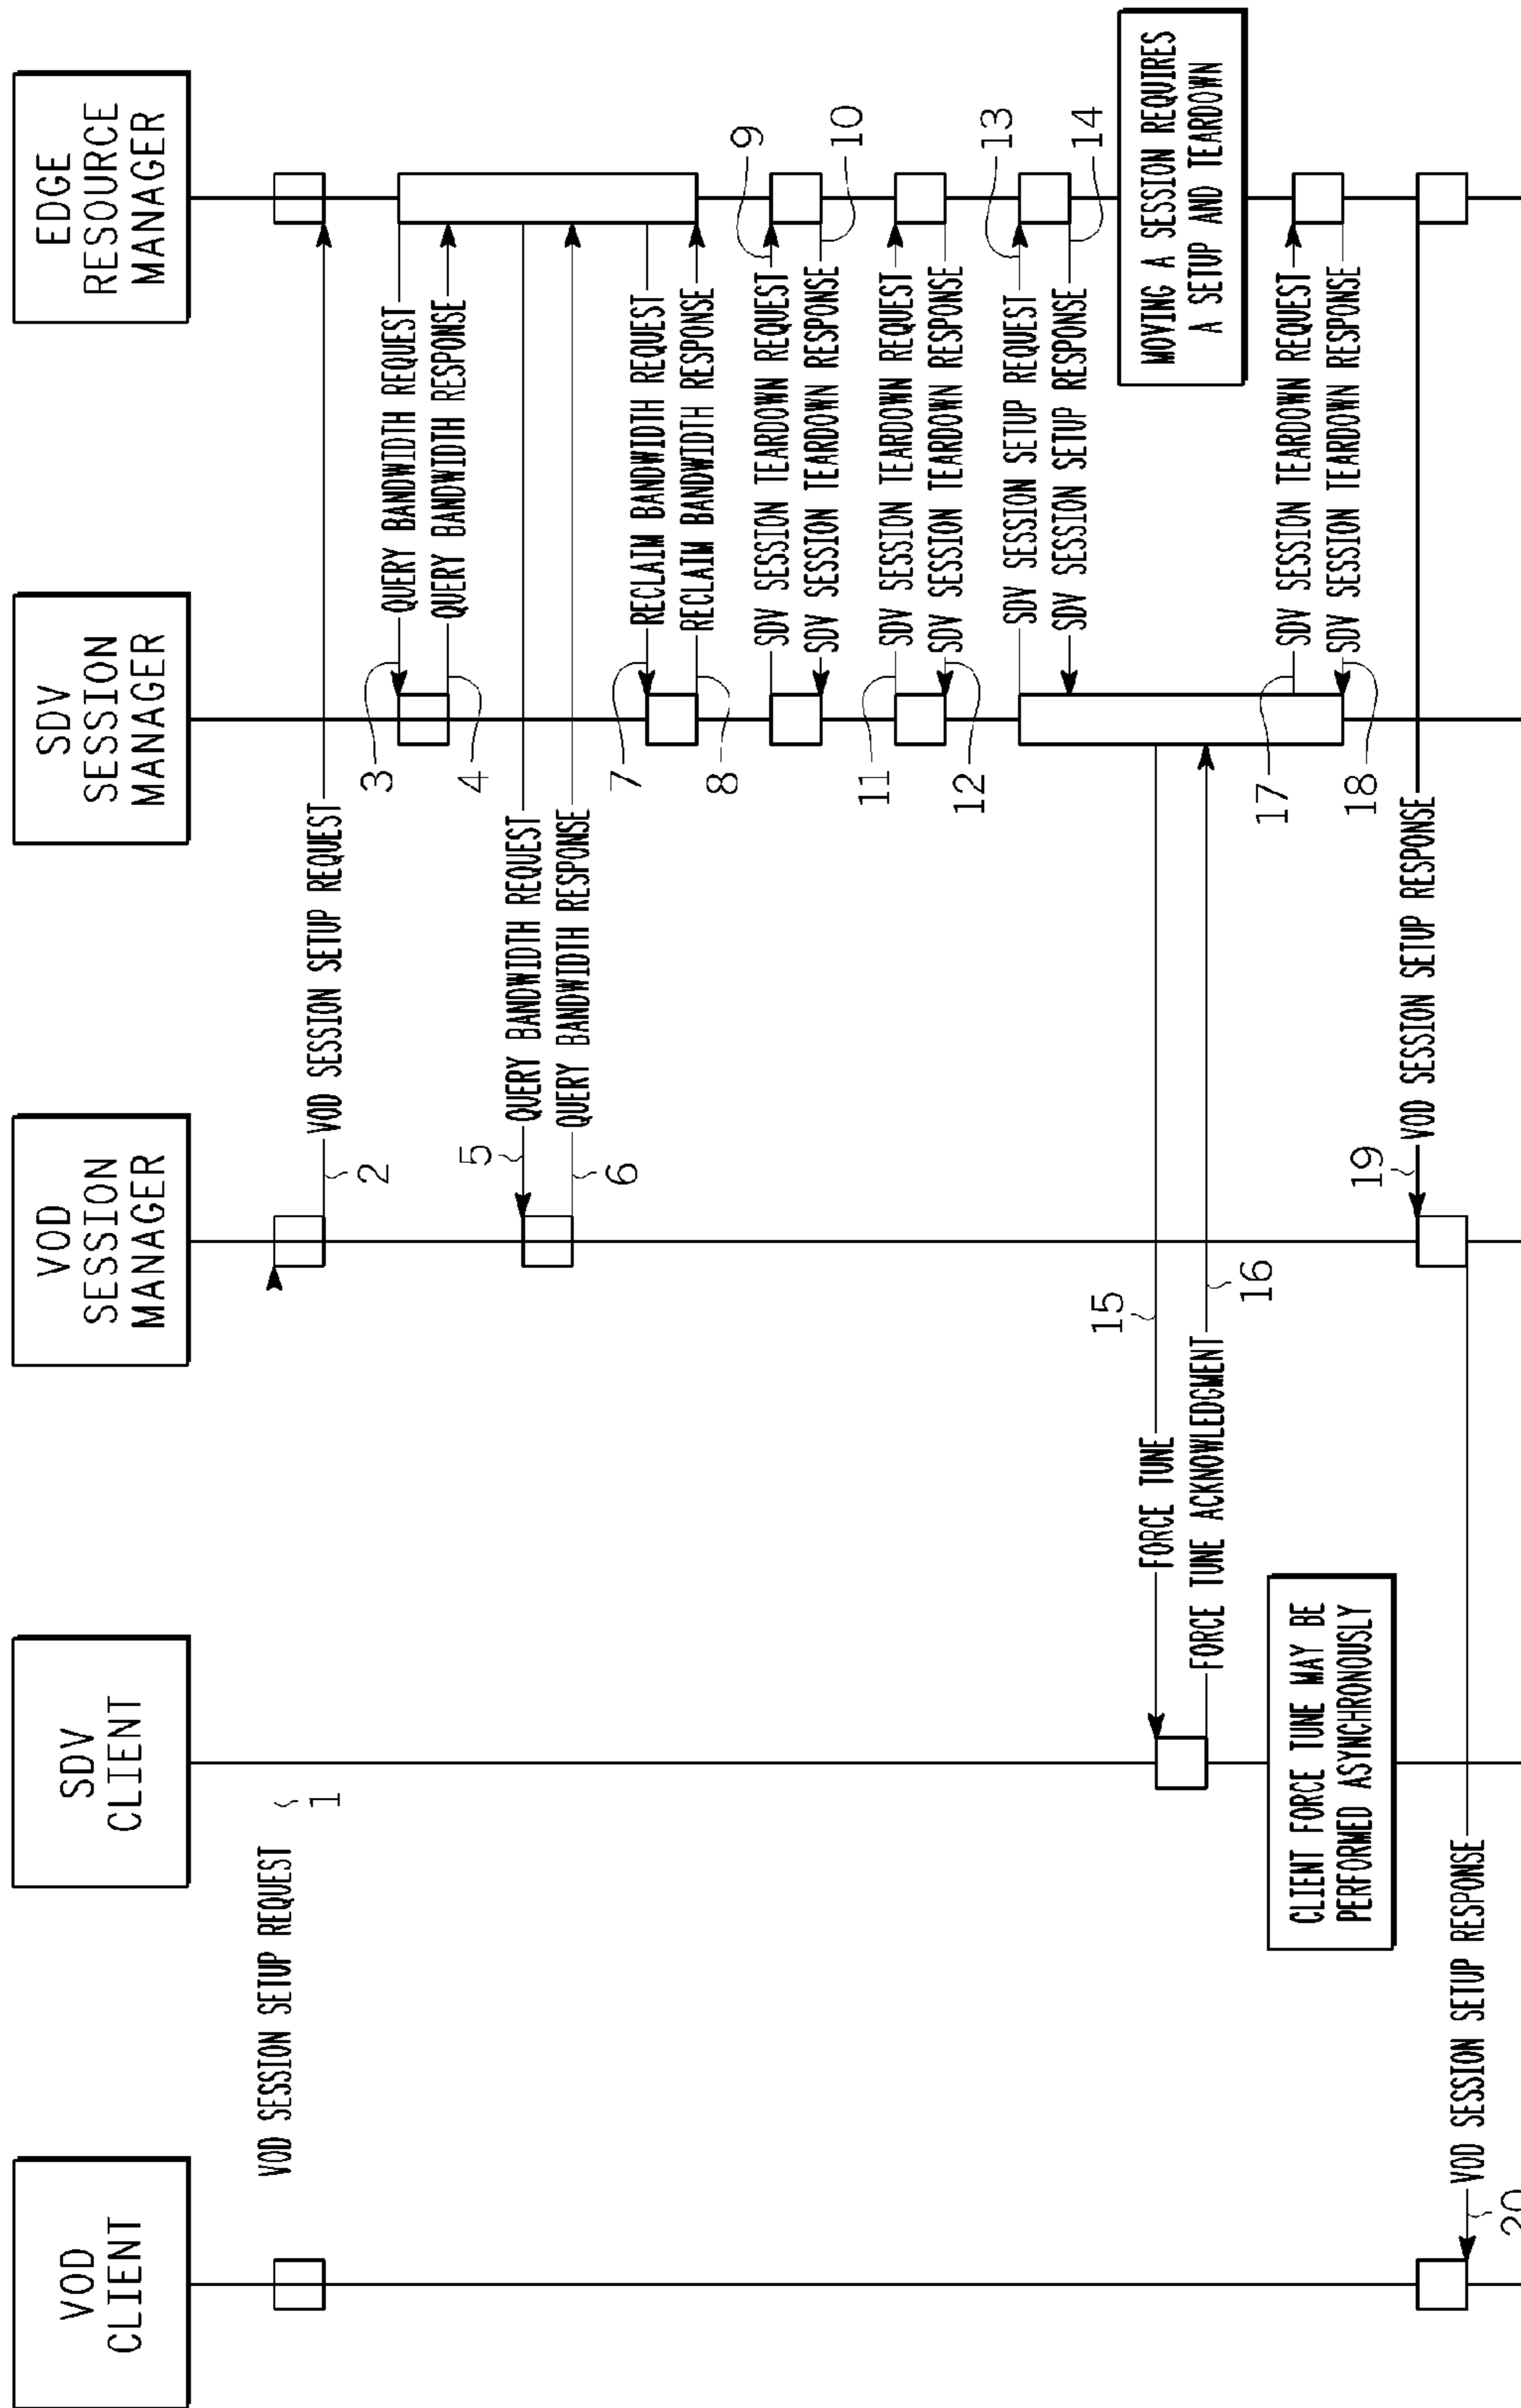 VOD
CLIENT
SDV
CLIENT
VOD
SESSION
MANAGER
SDV
SESSION
MANAGER
EDGE
RESOURCE
MANAGER
VOD SESSION SETUP REQUEST
1
VOD SESSION SETUP REQUEST
2
QUERY BANDWIDTH REQUEST
3
QUERY BANDWIDTH RESPONSE
4
QUERY BANDWIDTH REQUEST
5
QUERY BANDWIDTH RESPONSE
6
RECLAIM BANDWIDTH REQUEST
7
RECLAIM BANDWIDTH RESPONSE
8
SDV SESSION TEARDOWN REQUEST
9
SDV SESSION TEARDOWN RESPONSE
10
SDV SESSION TEARDOWN REQUEST
11
SDV SESSION TEARDOWN RESPONSE
12
SDV SESSION SETUP REQUEST
13
SDV SESSION SETUP RESPONSE
14
FORCE TUNE
15
FORCE TUNE ACKNOWLEDGMENT
16
MOVING A SESSION REQUIRES
A SETUP AND TEARDOWN
CLIENT FORCE TUNE MAY BE
PERFORMED ASYNCHRONOUSLY
SDV SESSION TEARDOWN REQUEST
17
SDV SESSION TEARDOWN RESPONSE
18
VOD SESSION SETUP RESPONSE
19
VOD SESSION SETUP RESPONSE
20